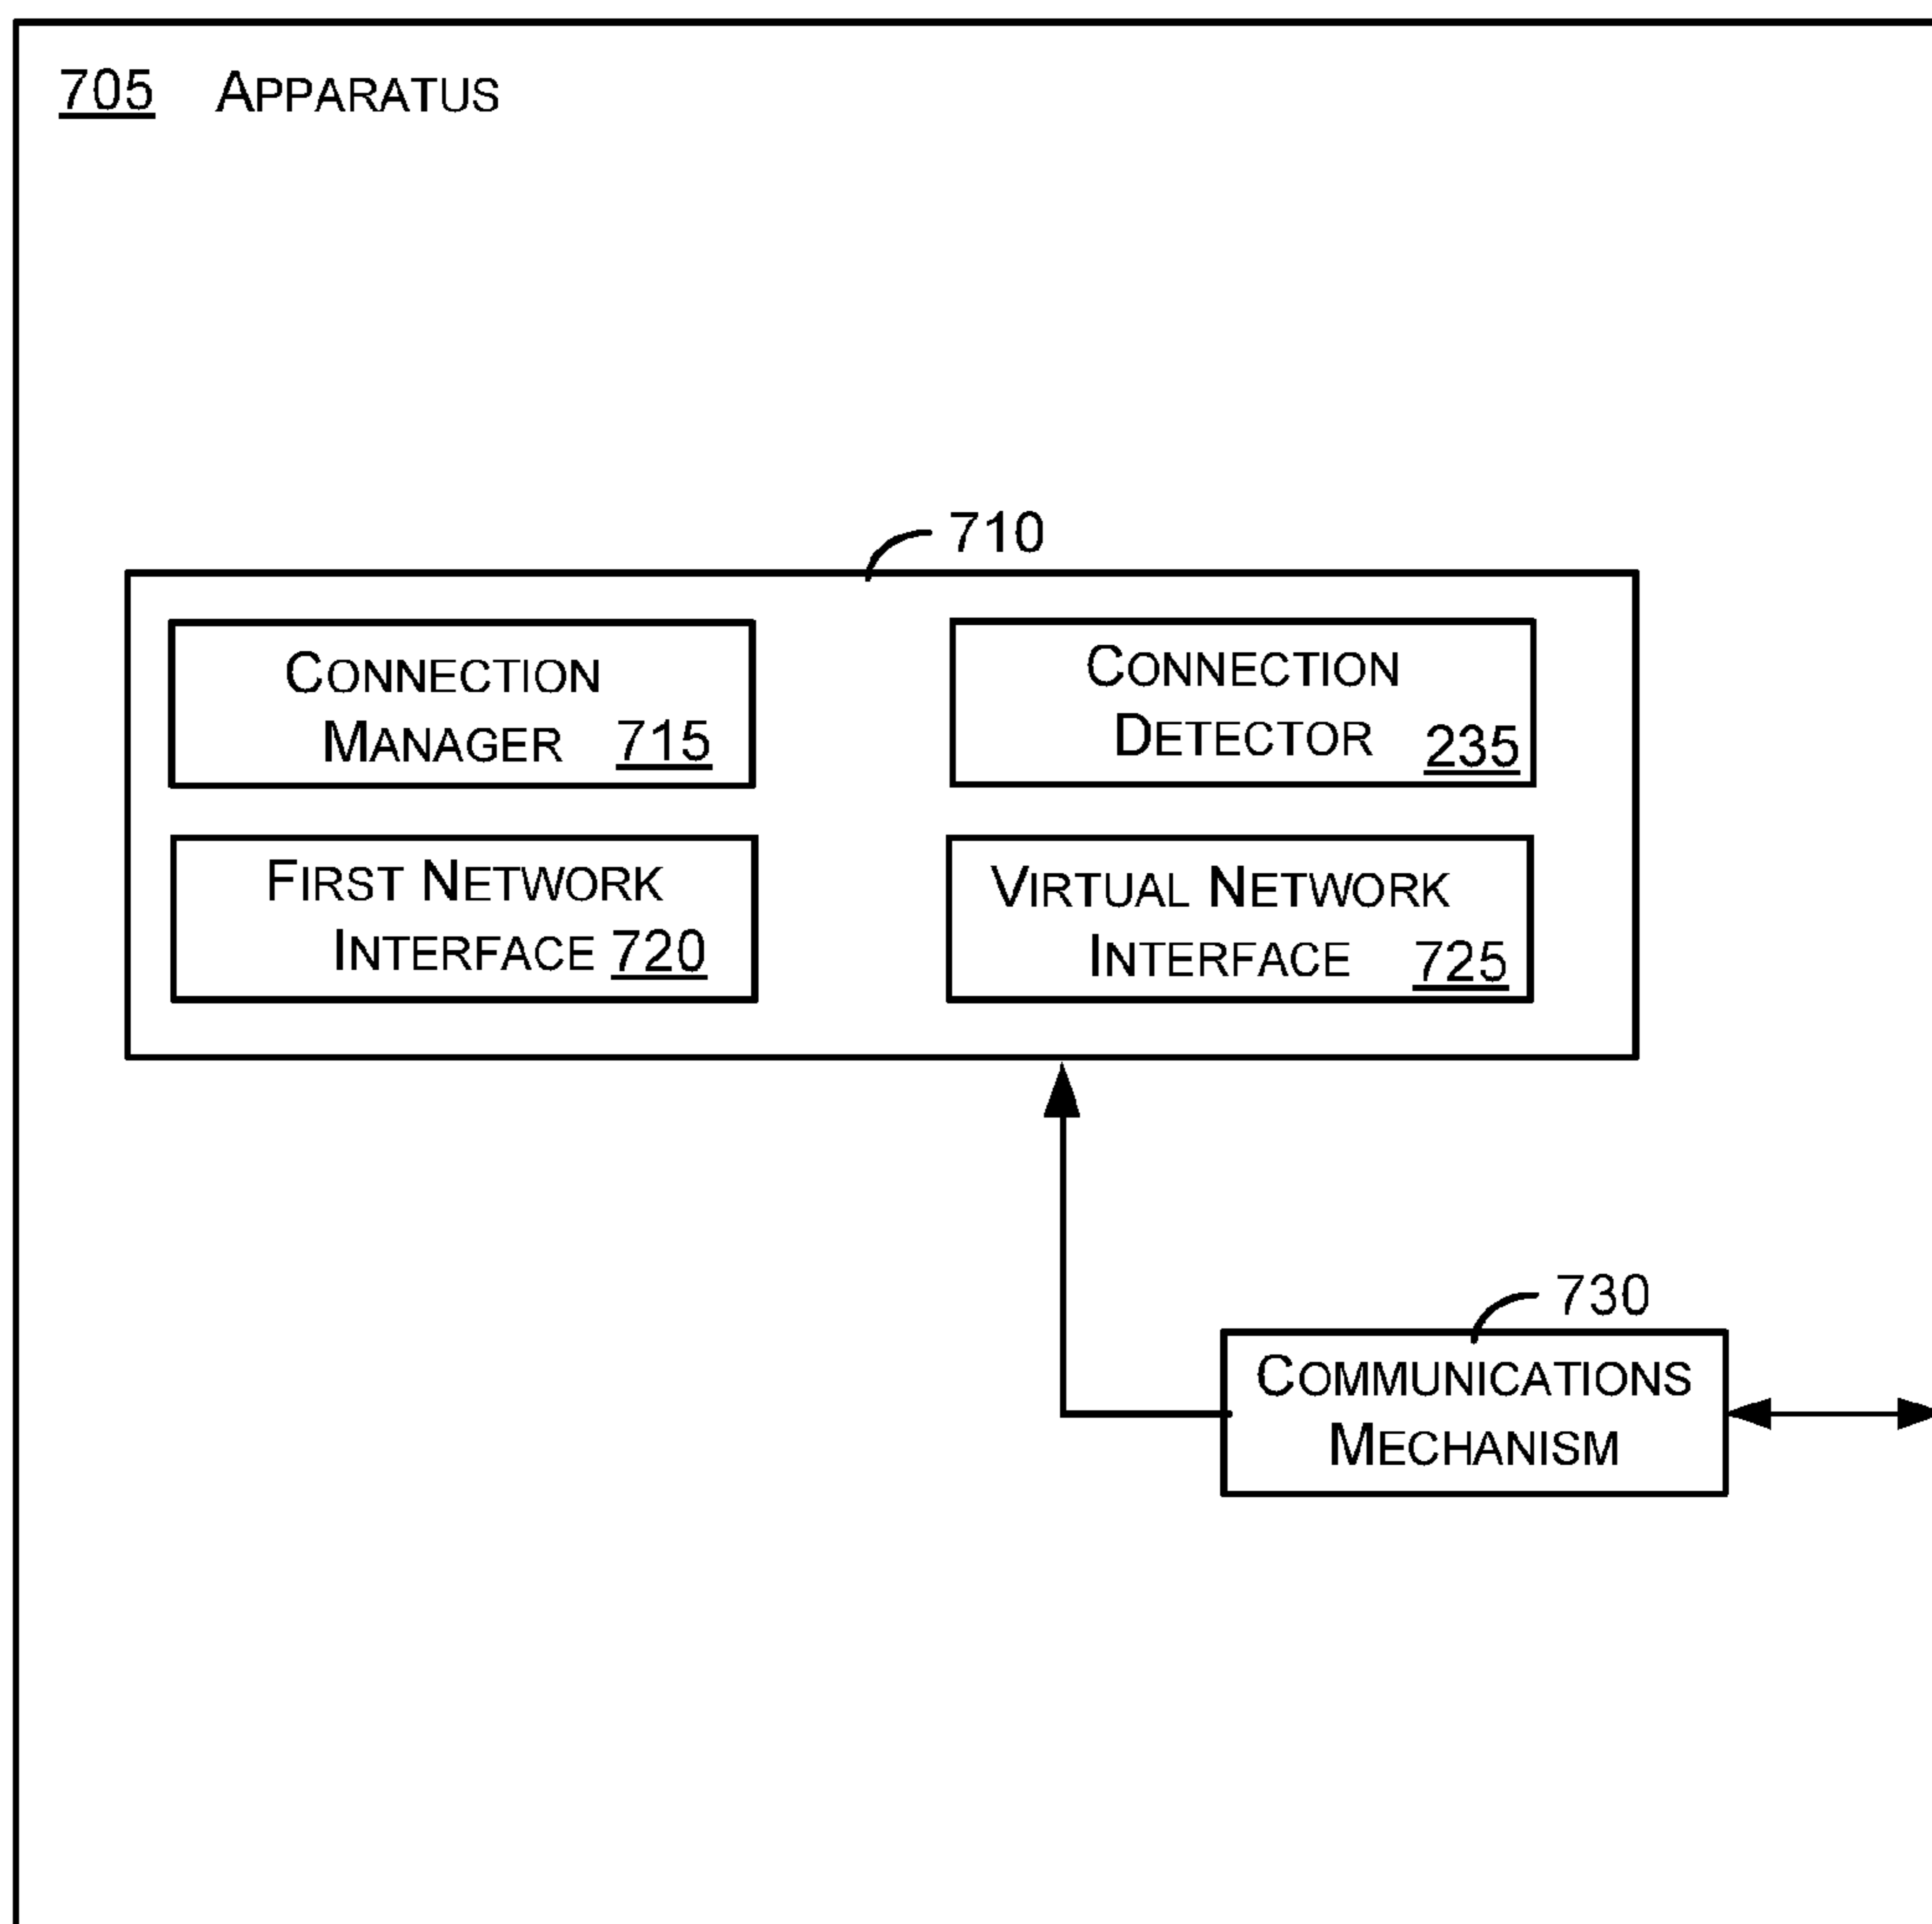 705 APPARATUS
710
CONNECTION
MANAGER 715
CONNECTION
DETECTOR 235
FIRST NETWORK
INTERFACE 720
VIRTUAL NETWORK
INTERFACE 725
730
COMMUNICATIONS
MECHANISM